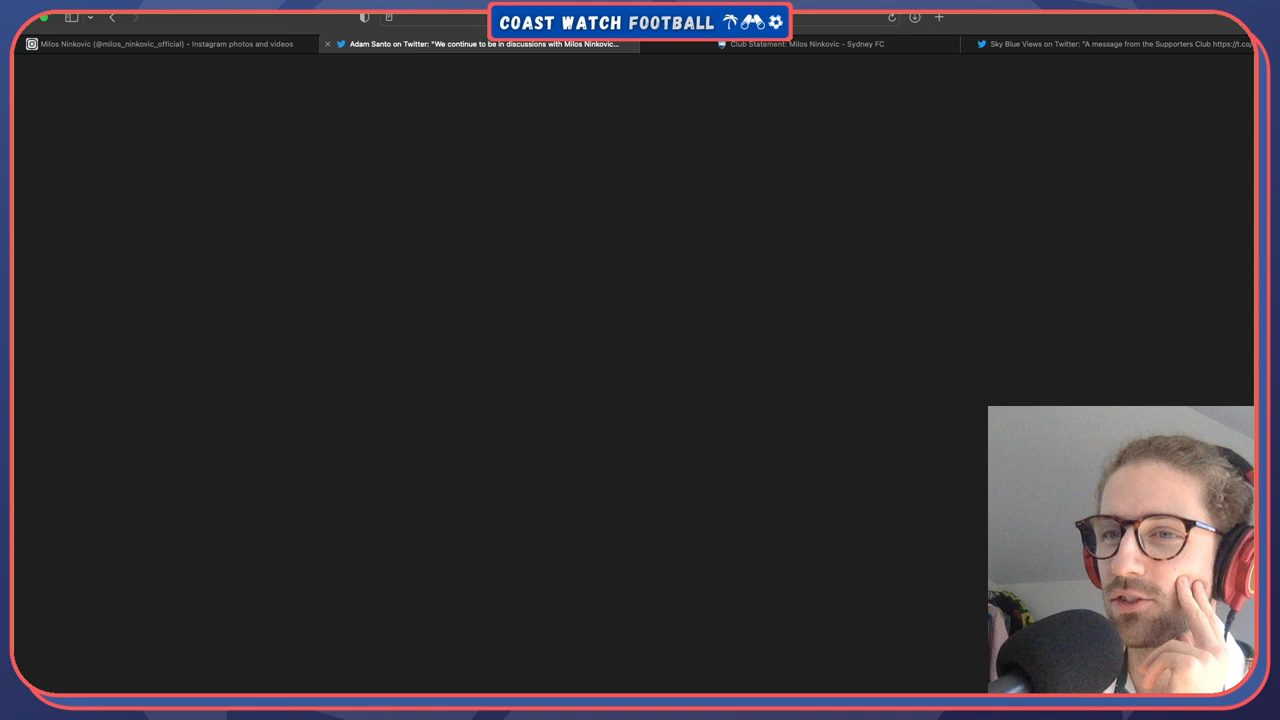 COAST WATCH FOOTBALL
Milos Ninkovic (@milos_ninkovic_official) • Instagram photos and videos
Adam Santo on Twitter: "We continue to be in discussions with Milos Ninkovic...
Club Statement: Milos Ninkovic - Sydney FC
Sky Blue Views on Twitter: "A message from the Supporters Club https://t.co/